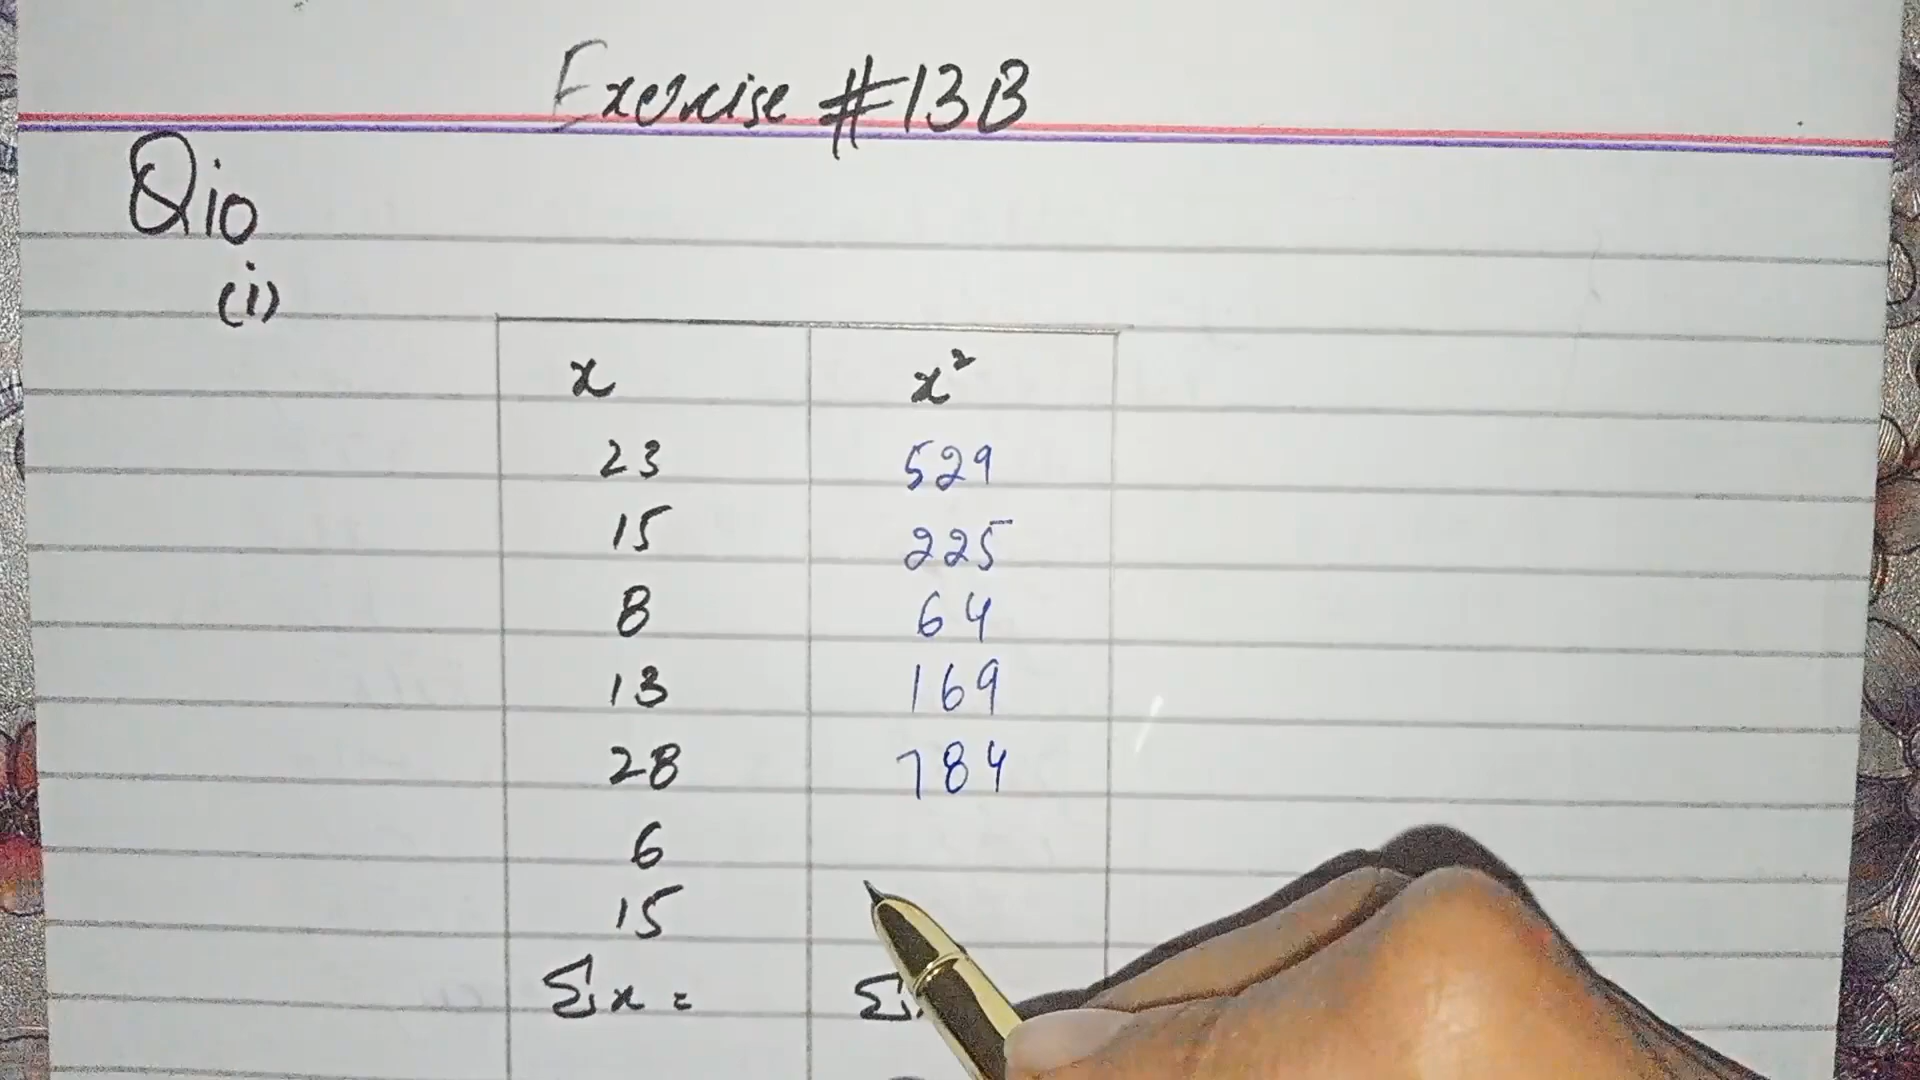 Exercise #13B
Q10
(i)
x x²
23 529
15 225
8 64
13 169
28 784
6
15
Σx = Σ